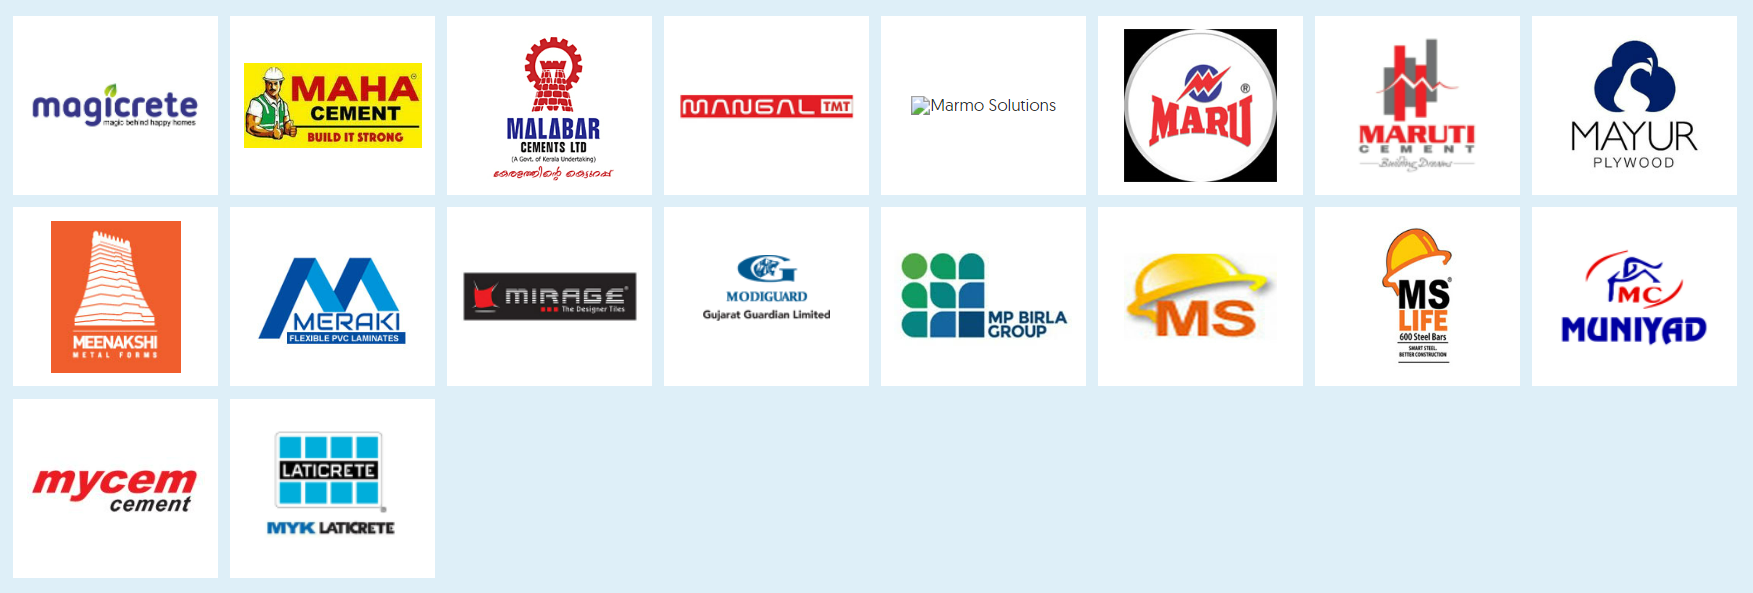 magicrete
magic behind happy homes
MAHA
CEMENT
BUILD IT STRONG
MALABAR
CEMENTS LTD
(A Govt. of Kerala Undertaking)
കേരളത്തിന്റെ കെട്ടുറപ്പ്
MANGAL TMT
Marmo Solutions
MARU
MARUTI
CEMENT
Building Dreams
MAYUR
PLYWOOD
MEENAKSHI
METAL FORMS
MERAKI
FLEXIBLE PVC LAMINATES
MIRAGE
The Designer Tiles
MODIGUARD
Gujarat Guardian Limited
MP BIRLA
GROUP
MS
MS
LIFE
600 Steel Bars
SMART STEEL.
BETTER CONSTRUCTION
MC
MUNIYAD
mycem
cement
LATICRETE
MYK LATICRETE